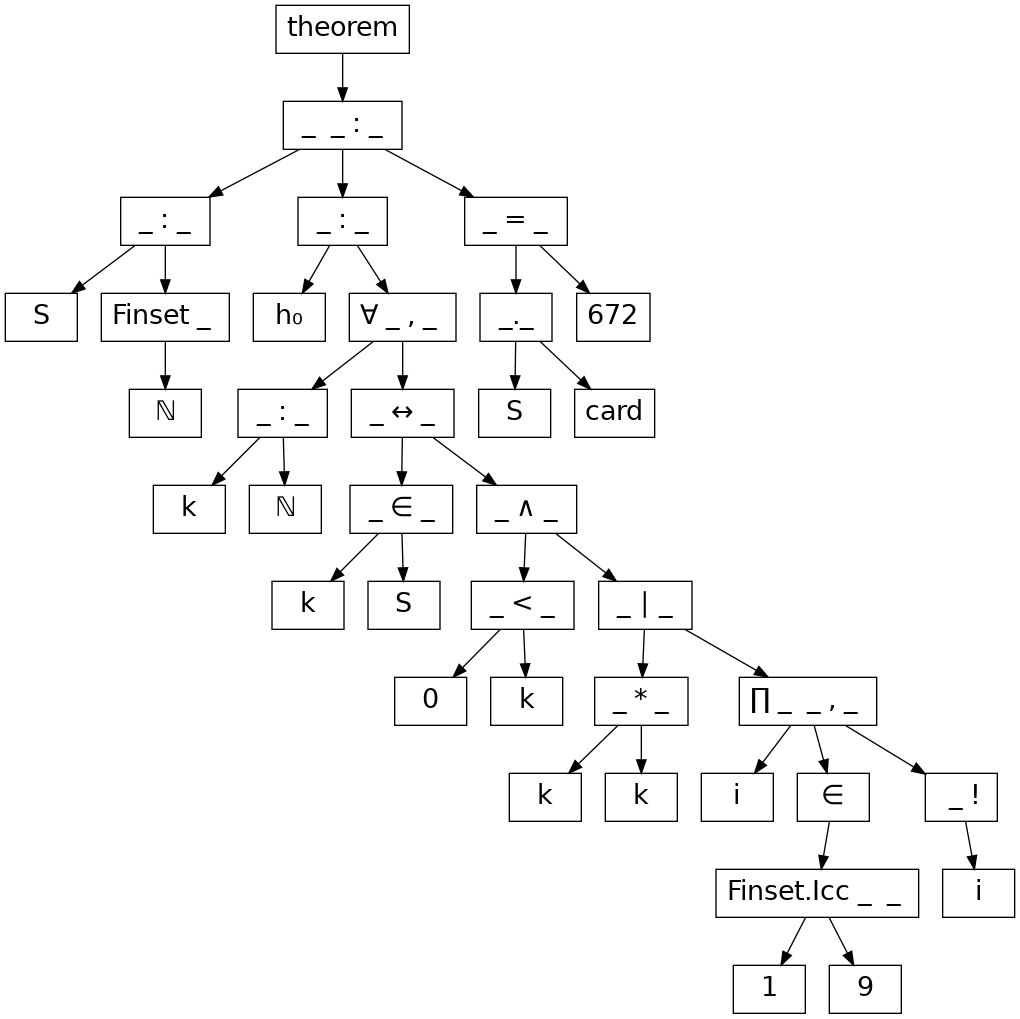 theorem
_ _ : _
_ : _ _ : _ _ = _
S Finset _ h₀ ∀ _ , _ _._ 672
ℕ _ : _ _ ↔ _ S card
k ℕ _ ∈ _ _ ∧ _
k S _ < _ _ | _
0 k _ * _ ∏ _ _ , _
k k i ∈ _ !
Finset.Icc _ _ i
1 9